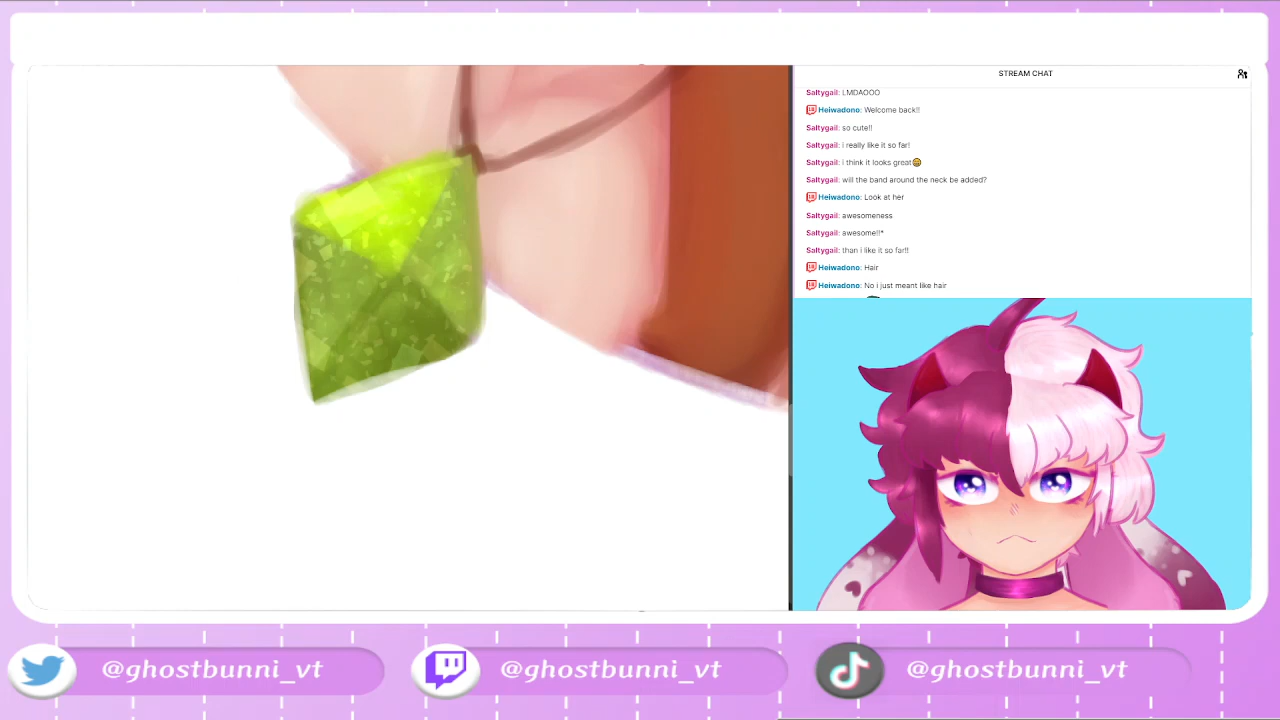 STREAM CHAT
Saltygail: LMDAOOO
Heiwadono: Welcome back!!
Saltygail: so cute!!
Saltygail: i really like it so far!
Saltygail: i think it looks great😄
Saltygail: will the band around the neck be added?
Heiwadono: Look at her
Saltygail: awesomeness
Saltygail: awesome!!*
Saltygail: than i like it so far!!
Heiwadono: Hair
Heiwadono: No i just meant like hair
@ghostbunni_vt
@ghostbunni_vt
@ghostbunni_vt